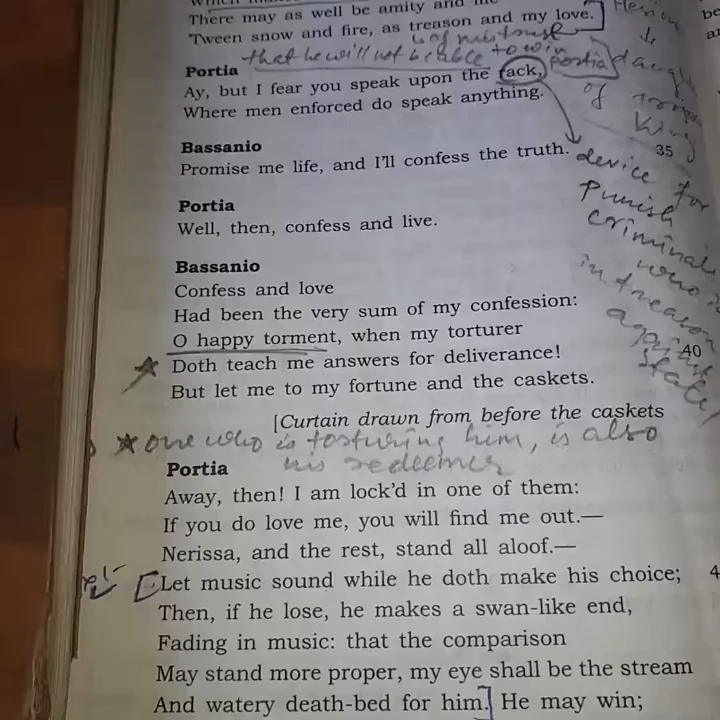 There may as well be amity and
'Tween snow and fire, as treason and my love.
of mistrust
that he will not be able to win
portia
Portia
Ay, but I fear you speak upon the rack,
Where men enforced do speak anything.
Bassanio
Promise me life, and I'll confess the truth.
35
device for
Punish
criminals
who is
in treason
against
State
Portia
Well, then, confess and live.
Bassanio
Confess and love
Had been the very sum of my confession:
O happy torment, when my torturer
Doth teach me answers for deliverance!
40
But let me to my fortune and the caskets.
[Curtain drawn from before the caskets
one who is torturing him, is also
his redeemer
Portia
Away, then! I am lock'd in one of them:
If you do love me, you will find me out.—
Nerissa, and the rest, stand all aloof.—
Let music sound while he doth make his choice;
Then, if he lose, he makes a swan-like end,
Fading in music: that the comparison
May stand more proper, my eye shall be the stream
And watery death-bed for him. He may win;